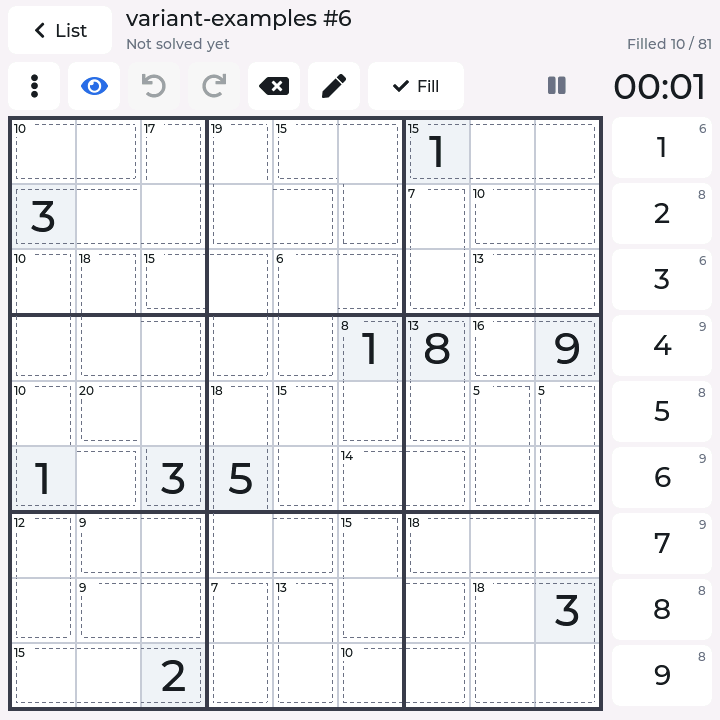 List
variant-examples #6
Not solved yet
Filled 10 / 81
Fill
00:01
10 17 19 15 15 1
3 7 10
10 18 15 6 13
8 1 13 8 16 9
10 20 18 15 5 5
1 3 5 14
12 9 15 18
9 7 13 18 3
15 2 10
1 6
2 8
3 6
4 9
5 8
6 9
7 9
8 8
9 8